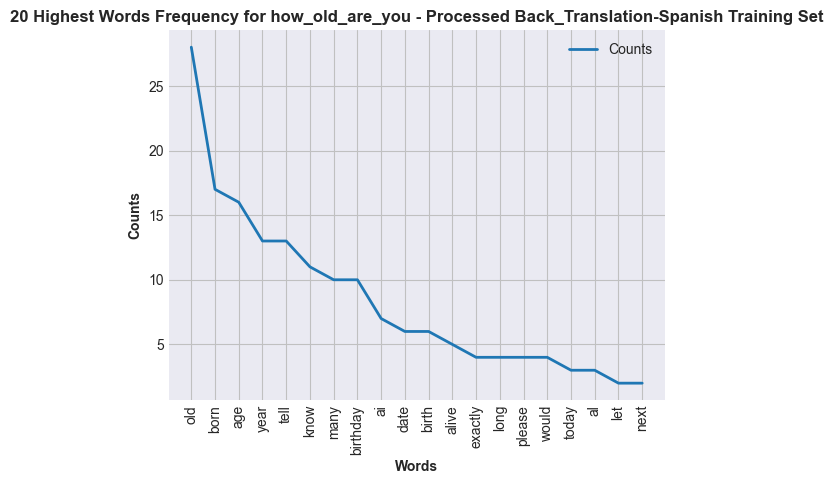 20 Highest Words Frequency for how_old_are_you - Processed Back_Translation-Spanish Training Set
Counts
Counts
25
20
15
10
5
old
born
age
year
tell
know
many
birthday
ai
date
birth
alive
exactly
long
please
would
today
al
let
next
Words